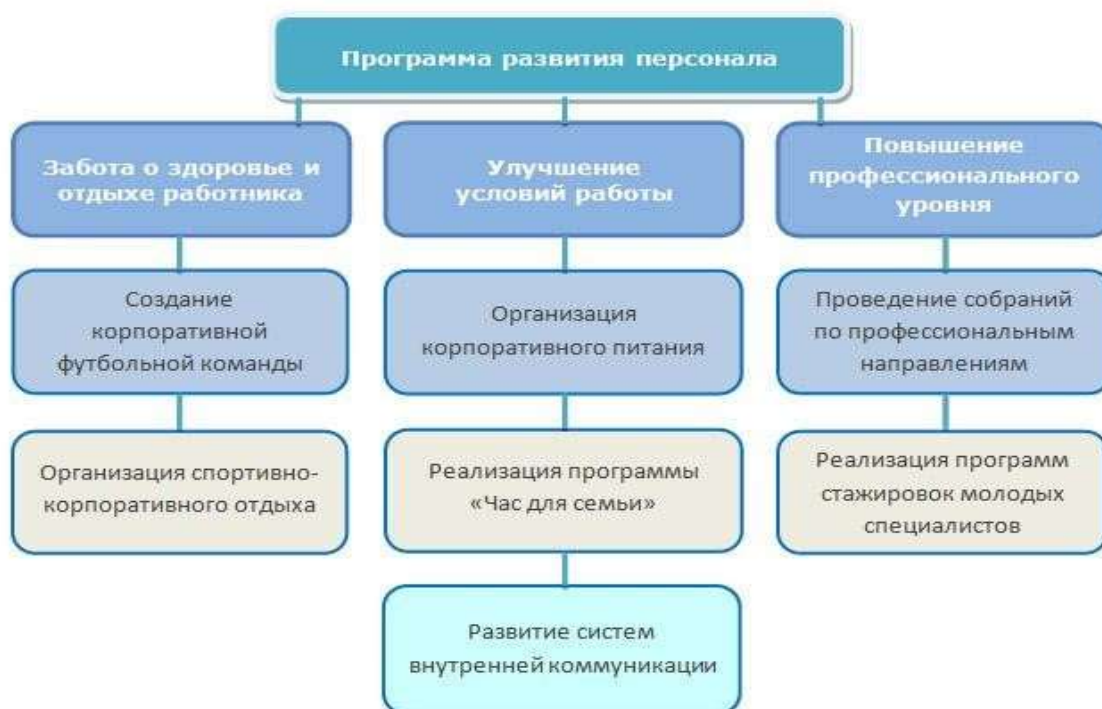 Программа развития персонала
Забота о здоровье и
отдыхе работника
Улучшение
условий работы
Повышение
профессионального
уровня
Создание
корпоративной
футбольной команды
Организация
корпоративного питания
Проведение собраний
по профессиональным
направлениям
Организация спортивно-
корпоративного отдыха
Реализация программы
«Час для семьи»
Реализация программ
стажировок молодых
специалистов
Развитие систем
внутренней коммуникации